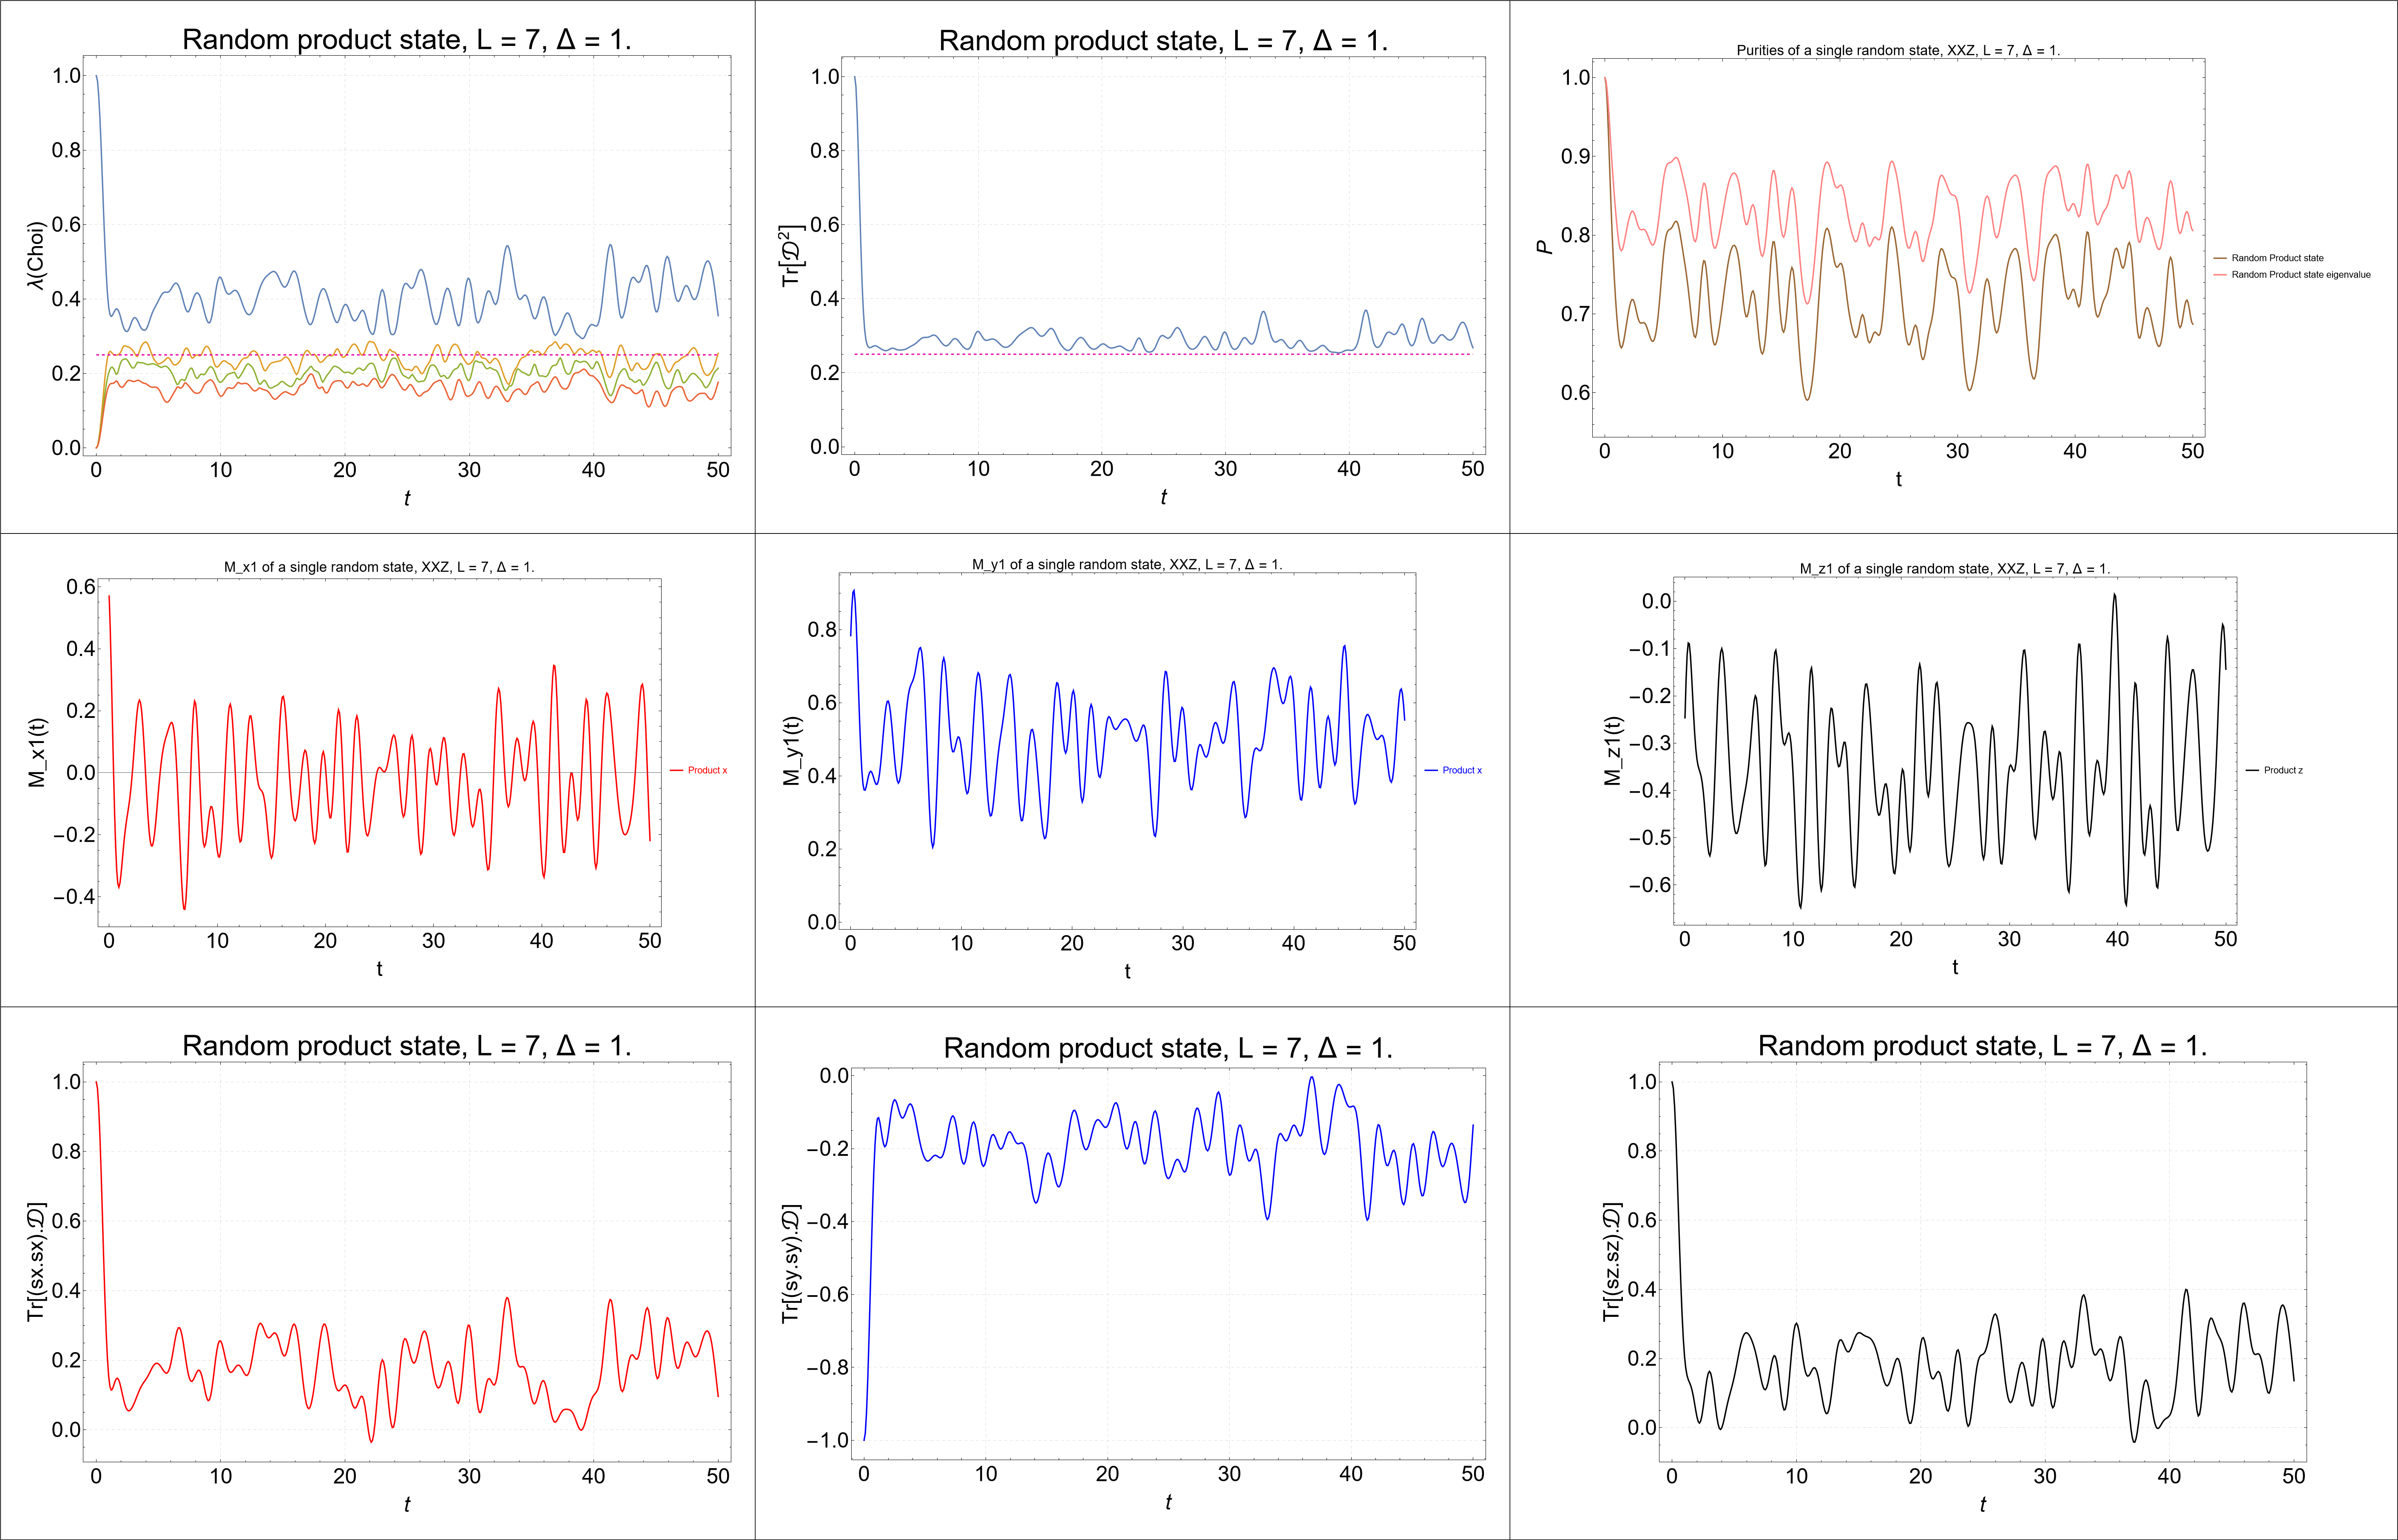 Random product state, L = 7, Δ = 1.
λ(Choi)
1.0
0.8
0.6
0.4
0.2
0.0
0 10 20 30 40 50
t
Random product state, L = 7, Δ = 1.
Tr[𝒟²]
1.0
0.8
0.6
0.4
0.2
0.0
0 10 20 30 40 50
t
Purities of a single random state, XXZ, L = 7, Δ = 1.
P
1.0
0.9
0.8
0.7
0.6
0 10 20 30 40 50
t
Random Product state
Random Product state eigenvalue
M_x1 of a single random state, XXZ, L = 7, Δ = 1.
M_x1(t)
0.6
0.4
0.2
0.0
−0.2
−0.4
0 10 20 30 40 50
t
Product x
M_y1 of a single random state, XXZ, L = 7, Δ = 1.
M_y1(t)
0.8
0.6
0.4
0.2
0.0
0 10 20 30 40 50
t
Product x
M_z1 of a single random state, XXZ, L = 7, Δ = 1.
M_z1(t)
0.0
−0.1
−0.2
−0.3
−0.4
−0.5
−0.6
0 10 20 30 40 50
t
Product z
Random product state, L = 7, Δ = 1.
Tr[(sx.sx).𝒟]
1.0
0.8
0.6
0.4
0.2
0.0
0 10 20 30 40 50
t
Random product state, L = 7, Δ = 1.
Tr[(sy.sy).𝒟]
0.0
−0.2
−0.4
−0.6
−0.8
−1.0
0 10 20 30 40 50
t
Random product state, L = 7, Δ = 1.
Tr[(sz.sz).𝒟]
1.0
0.8
0.6
0.4
0.2
0.0
0 10 20 30 40 50
t